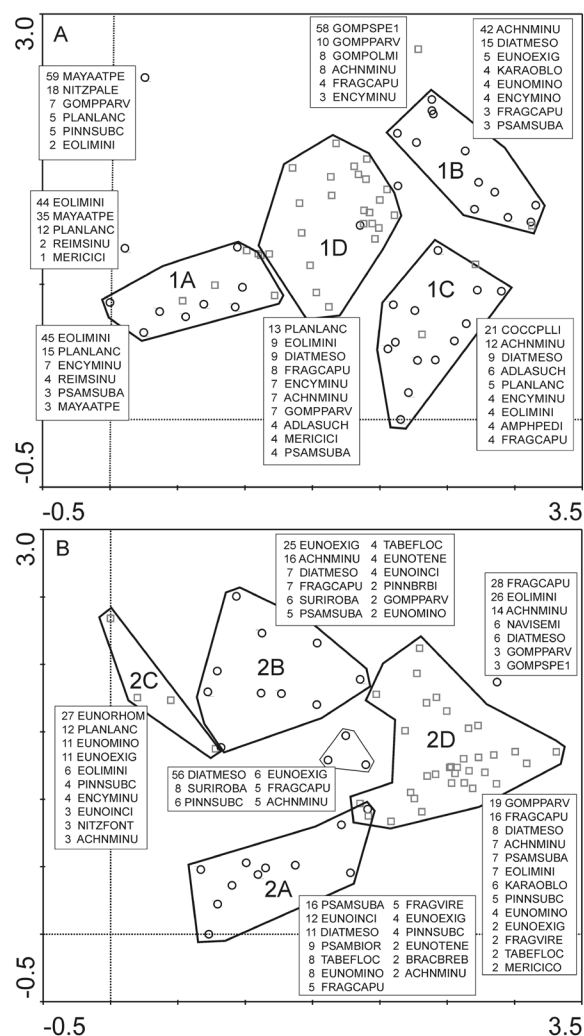 3.0
A
58 GOMPSPE1
10 GOMPPARV
8 GOMPOLMI
8 ACHNMINU
4 FRAGCAPU
3 ENCYMINU
42 ACHNMINU
15 DIATMESO
5 EUNOEXIG
4 KARAOBLO
4 EUNOMINO
4 ENCYMINO
3 FRAGCAPU
3 PSAMSUBA
59 MAYAATPE
18 NITZPALE
7 GOMPPARV
5 PLANLANC
5 PINNSUBC
2 EOLIMINI
1B
44 EOLIMINI
35 MAYAATPE
12 PLANLANC
2 REIMSINU
1 MERICICI
1D
1A
1C
45 EOLIMINI
15 PLANLANC
7 ENCYMINU
4 REIMSINU
3 PSAMSUBA
3 MAYAATPE
13 PLANLANC
9 EOLIMINI
9 DIATMESO
8 FRAGCAPU
7 ENCYMINU
7 ACHNMINU
7 GOMPPARV
4 ADLASUCH
4 MERICICI
4 PSAMSUBA
21 COCCPLLI
12 ACHNMINU
9 DIATMESO
6 ADLASUCH
5 PLANLANC
4 ENCYMINU
4 EOLIMINI
4 AMPHPEDI
4 FRAGCAPU
-0.5
-0.5 3.5
3.0
B
25 EUNOEXIG 4 TABEFLOC
16 ACHNMINU 4 EUNOTENE
7 DIATMESO 4 EUNOINCI
7 FRAGCAPU 2 PINNBRBI
6 SURIROBA 2 GOMPPARV
5 PSAMSUBA 2 EUNOMINO
28 FRAGCAPU
26 EOLIMINI
14 ACHNMINU
6 NAVISEMI
6 DIATMESO
3 GOMPPARV
3 GOMPSPE1
2B
2C
2D
27 EUNORHOM
12 PLANLANC
11 EUNOMINO
11 EUNOEXIG
6 EOLIMINI
4 PINNSUBC
4 ENCYMINU
3 EUNOINCI
3 NITZFONT
3 ACHNMINU
56 DIATMESO 6 EUNOEXIG
8 SURIROBA 5 FRAGCAPU
6 PINNSUBC 5 ACHNMINU
19 GOMPPARV
16 FRAGCAPU
8 DIATMESO
7 ACHNMINU
7 PSAMSUBA
7 EOLIMINI
6 KARAOBLO
5 PINNSUBC
4 EUNOMINO
2 EUNOEXIG
2 FRAGVIRE
2 TABEFLOC
2 MERICICO
2A
16 PSAMSUBA 5 FRAGVIRE
12 EUNOINCI 4 EUNOEXIG
11 DIATMESO 4 PINNSUBC
9 PSAMBIOR 2 EUNOTENE
8 TABEFLOC 2 BRACBREB
8 EUNOMINO 2 ACHNMINU
5 FRAGCAPU
-0.5
-0.5 3.5